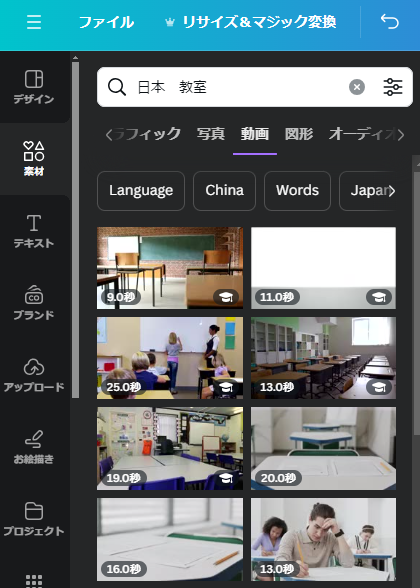 ファイル
リサイズ&マジック変換
デザイン
素材
テキスト
ブランド
アップロード
お絵描き
プロジェクト
日本 教室
ラフィック 写真 動画 図形 オーディオ
Language China Words Japan
9.0秒 11.0秒
25.0秒 13.0秒
19.0秒 20.0秒
16.0秒 13.0秒